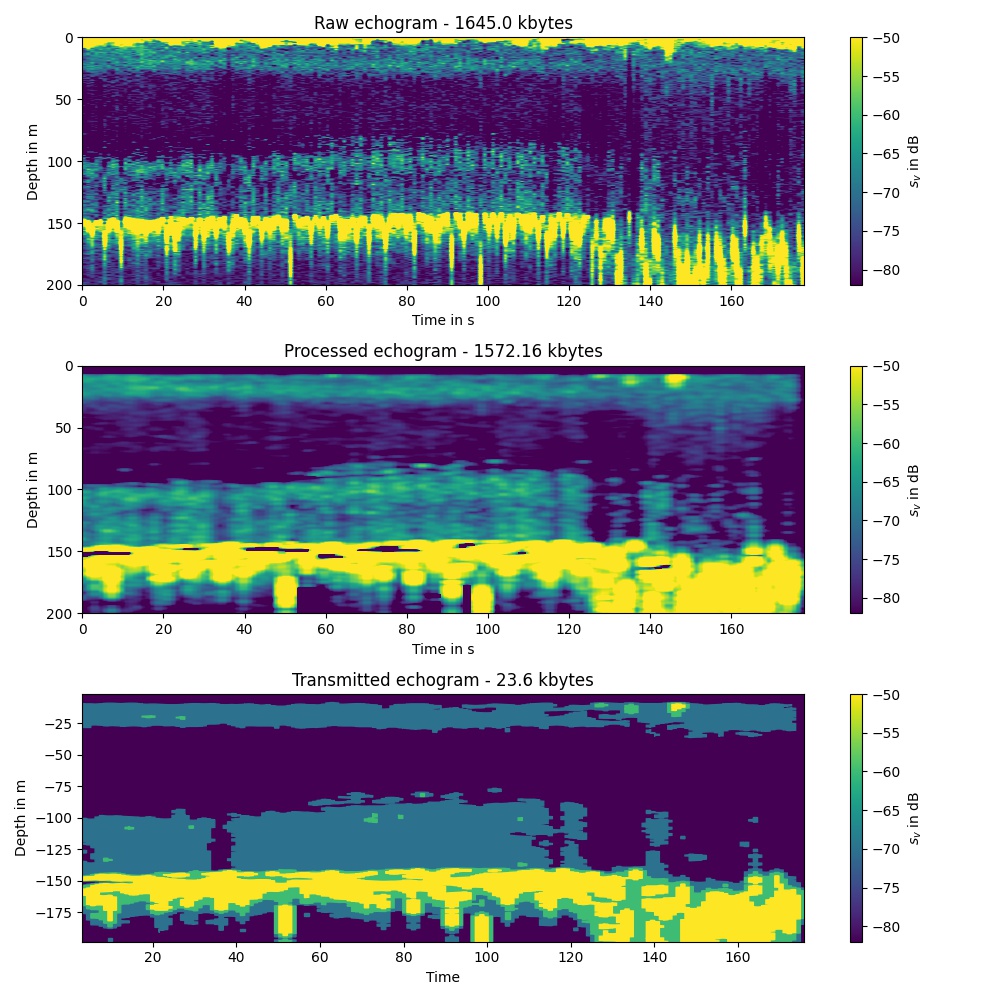 Raw echogram - 1645.0 kbytes
0
50
100
150
200
Depth in m
0 20 40 60 80 100 120 140 160
Time in s
−50
−55
−60
−65
−70
−75
−80
sv in dB
Processed echogram - 1572.16 kbytes
0
50
100
150
200
Depth in m
0 20 40 60 80 100 120 140 160
Time in s
−50
−55
−60
−65
−70
−75
−80
sv in dB
Transmitted echogram - 23.6 kbytes
−25
−50
−75
−100
−125
−150
−175
Depth in m
20 40 60 80 100 120 140 160
Time
−50
−55
−60
−65
−70
−75
−80
sv in dB